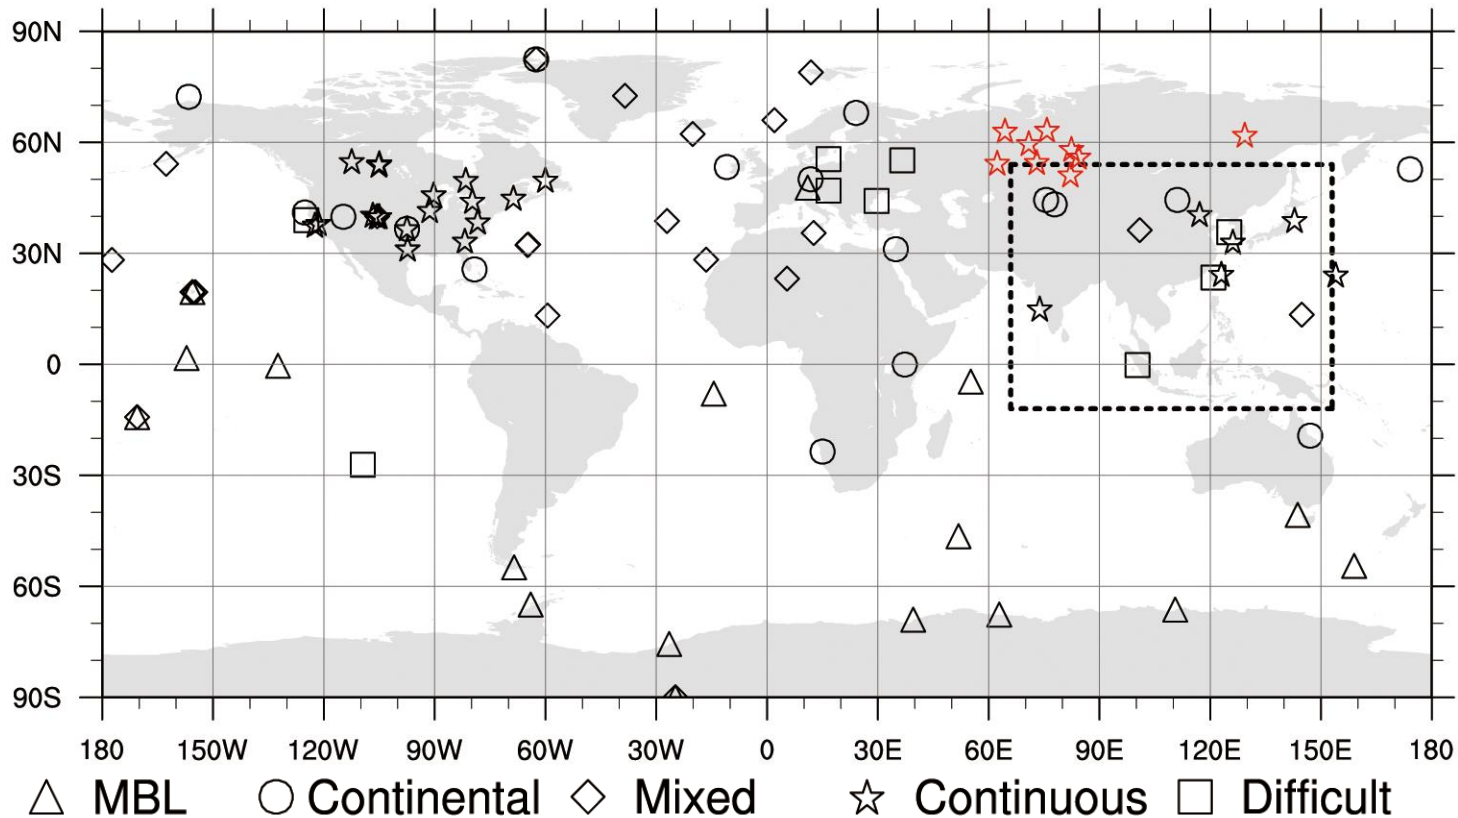 90N
60N
30N
0
30S
60S
90S
180 150W 120W 90W 60W 30W 0 30E 60E 90E 120E 150E 180
MBL Continental Mixed Continuous Difficult